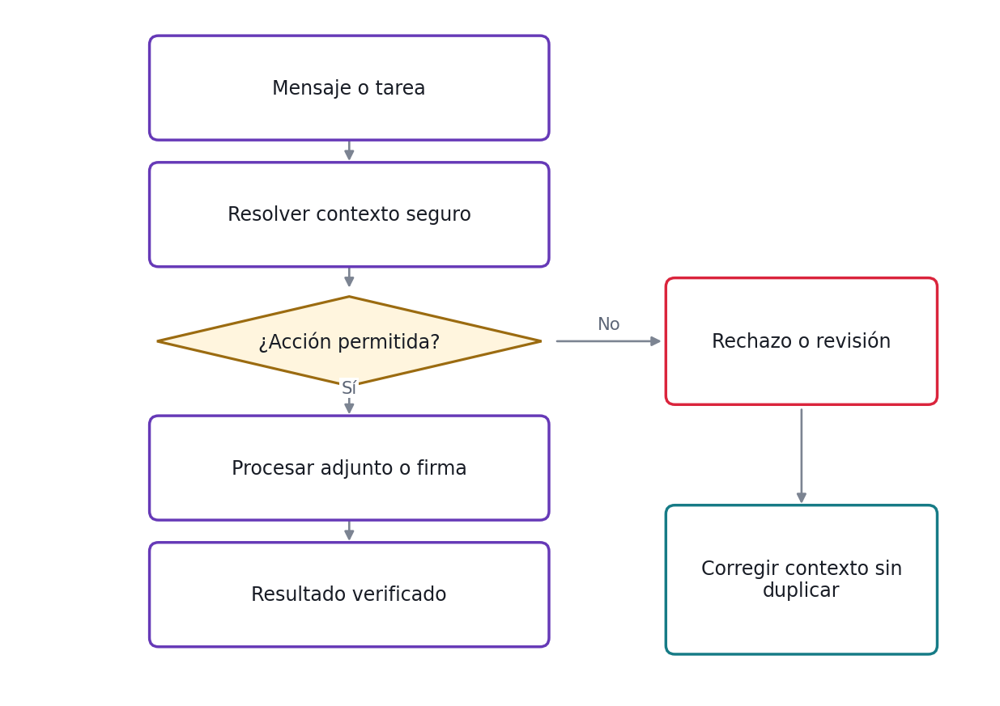 Mensaje o tarea
Resolver contexto seguro
¿Acción permitida?
No
Rechazo o revisión
Sí
Procesar adjunto o firma
Resultado verificado
Corregir contexto sin
duplicar